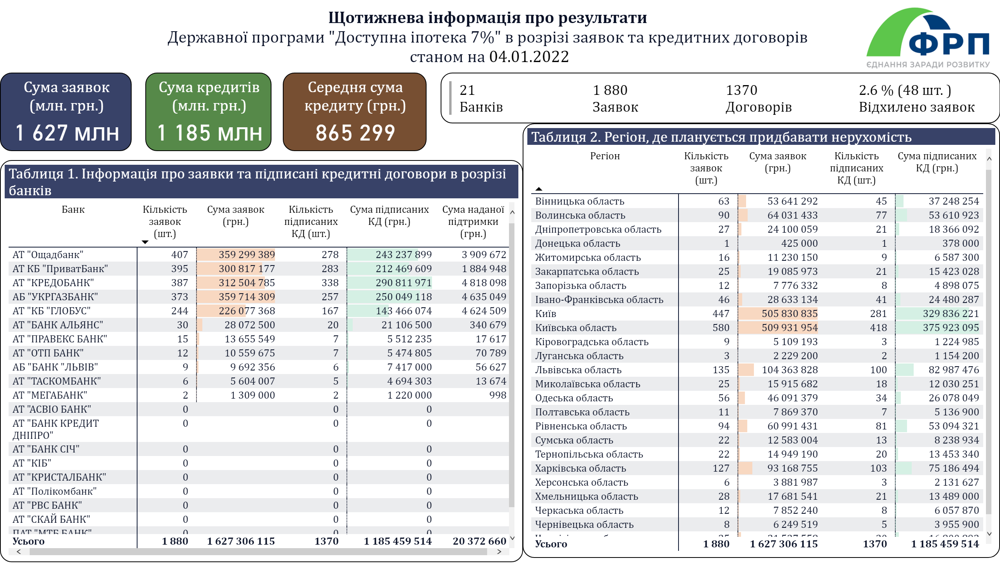 Щотижнева інформація про результати
Державної програми "Доступна іпотека 7%" в розрізі заявок та кредитних договорів
станом на 04.01.2022
ФРП
ЄДНАННЯ ЗАРАДИ РОЗВИТКУ
Сума заявок
(млн. грн.)
1 627 млн
Сума кредитів
(млн. грн.)
1 185 млн
Середня сума
кредиту (грн.)
865 299
21 1 880 1370 2.6 % (48 шт. )
Банків Заявок Договорів Відхилено заявок
Таблиця 1. Інформація про заявки та підписані кредитні договори в розрізі
банків
Банк Кількість Сума заявок Кількість Сума підписаних Сума наданої
заявок (грн.) підписаних КД (грн.) підтримки
(шт.) КД (шт.) (грн.)
АТ "Ощадбанк" 407 359 299 389 278 243 237 899 3 909 672
АТ КБ "ПриватБанк" 395 300 817 177 283 212 469 609 1 884 948
АТ "КРЕДОБАНК" 387 312 504 785 338 290 811 971 4 818 098
АБ "УКРГАЗБАНК" 373 359 714 309 257 250 049 118 4 635 049
АТ "КБ "ГЛОБУС" 244 226 077 368 167 143 466 074 4 624 509
АТ "БАНК АЛЬЯНС" 30 28 072 500 20 21 106 500 340 679
АТ "ПРАВЕКС БАНК" 15 13 655 549 7 5 512 235 17 617
АТ "ОТП БАНК" 12 10 559 675 7 5 474 805 70 789
АБ "БАНК "ЛЬВІВ" 9 9 692 356 6 7 417 000 56 627
АТ "ТАСКОМБАНК" 6 5 604 007 5 4 694 303 13 674
АТ "МЕГАБАНК" 2 1 309 000 2 1 220 000 998
АТ "АСВІО БАНК" 0 0 0
АТ "БАНК КРЕДИТ 0 0 0
ДНІПРО"
АТ "БАНК СІЧ" 0 0 0
АТ "КІБ" 0 0 0
АТ "КРИСТАЛБАНК" 0 0 0
АТ "Полікомбанк" 0 0 0
АТ "РВС БАНК" 0 0 0
АТ "СКАЙ БАНК" 0 0 0
ПАТ "МТБ БАНК" 0 0 0
Усього 1 880 1 627 306 115 1370 1 185 459 514 20 372 660
Таблиця 2. Регіон, де планується придбавати нерухомість
Регіон Кількість Сума заявок Кількість Сума підписаних
заявок (грн.) підписаних КД (грн.)
(шт.) КД (шт.)
Вінницька область 63 53 641 292 45 37 248 254
Волинська область 90 64 031 433 77 53 610 923
Дніпропетровська область 27 24 100 059 21 18 366 092
Донецька область 1 425 000 1 378 000
Житомирська область 16 11 230 150 9 6 587 300
Закарпатська область 25 19 085 973 21 15 423 028
Запорізька область 12 7 776 332 8 4 898 075
Івано-Франківська область 46 28 633 134 41 24 480 287
Київ 447 505 830 835 281 329 836 221
Київська область 580 509 931 954 418 375 923 095
Кіровоградська область 9 5 109 193 3 1 224 985
Луганська область 3 2 229 200 2 1 154 200
Львівська область 135 104 363 828 100 82 987 476
Миколаївська область 25 15 915 682 18 12 030 251
Одеська область 56 46 091 379 34 26 078 049
Полтавська область 11 7 869 370 7 5 136 900
Рівненська область 94 60 991 431 81 53 094 321
Сумська область 22 12 583 004 13 8 238 934
Тернопільська область 22 14 949 190 20 13 453 340
Харківська область 127 93 168 755 103 75 186 494
Херсонська область 6 3 881 987 3 2 131 627
Хмельницька область 28 17 681 541 21 13 489 000
Черкаська область 12 7 852 240 8 6 057 870
Чернівецька область 8 6 249 519 5 3 955 900
Усього 1 880 1 627 306 115 1370 1 185 459 514